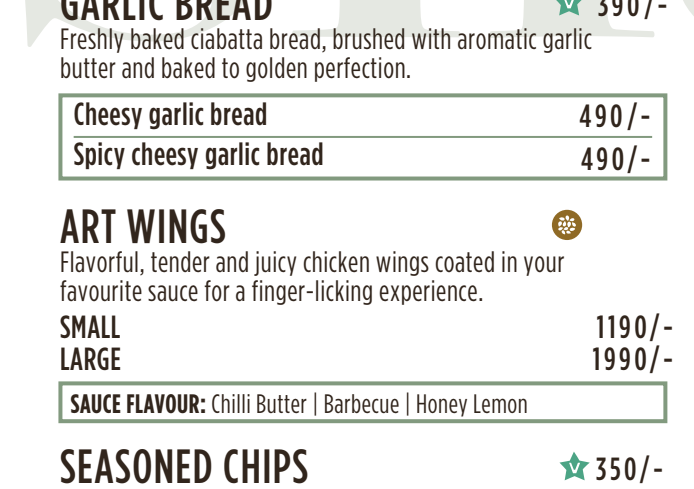 GARLIC BREAD V 390/-
Freshly baked ciabatta bread, brushed with aromatic garlic
butter and baked to golden perfection.
Cheesy garlic bread 490/-
Spicy cheesy garlic bread 490/-
ART WINGS
Flavorful, tender and juicy chicken wings coated in your
favourite sauce for a finger-licking experience.
SMALL 1190/-
LARGE 1990/-
SAUCE FLAVOUR: Chilli Butter | Barbecue | Honey Lemon
SEASONED CHIPS V 350/-